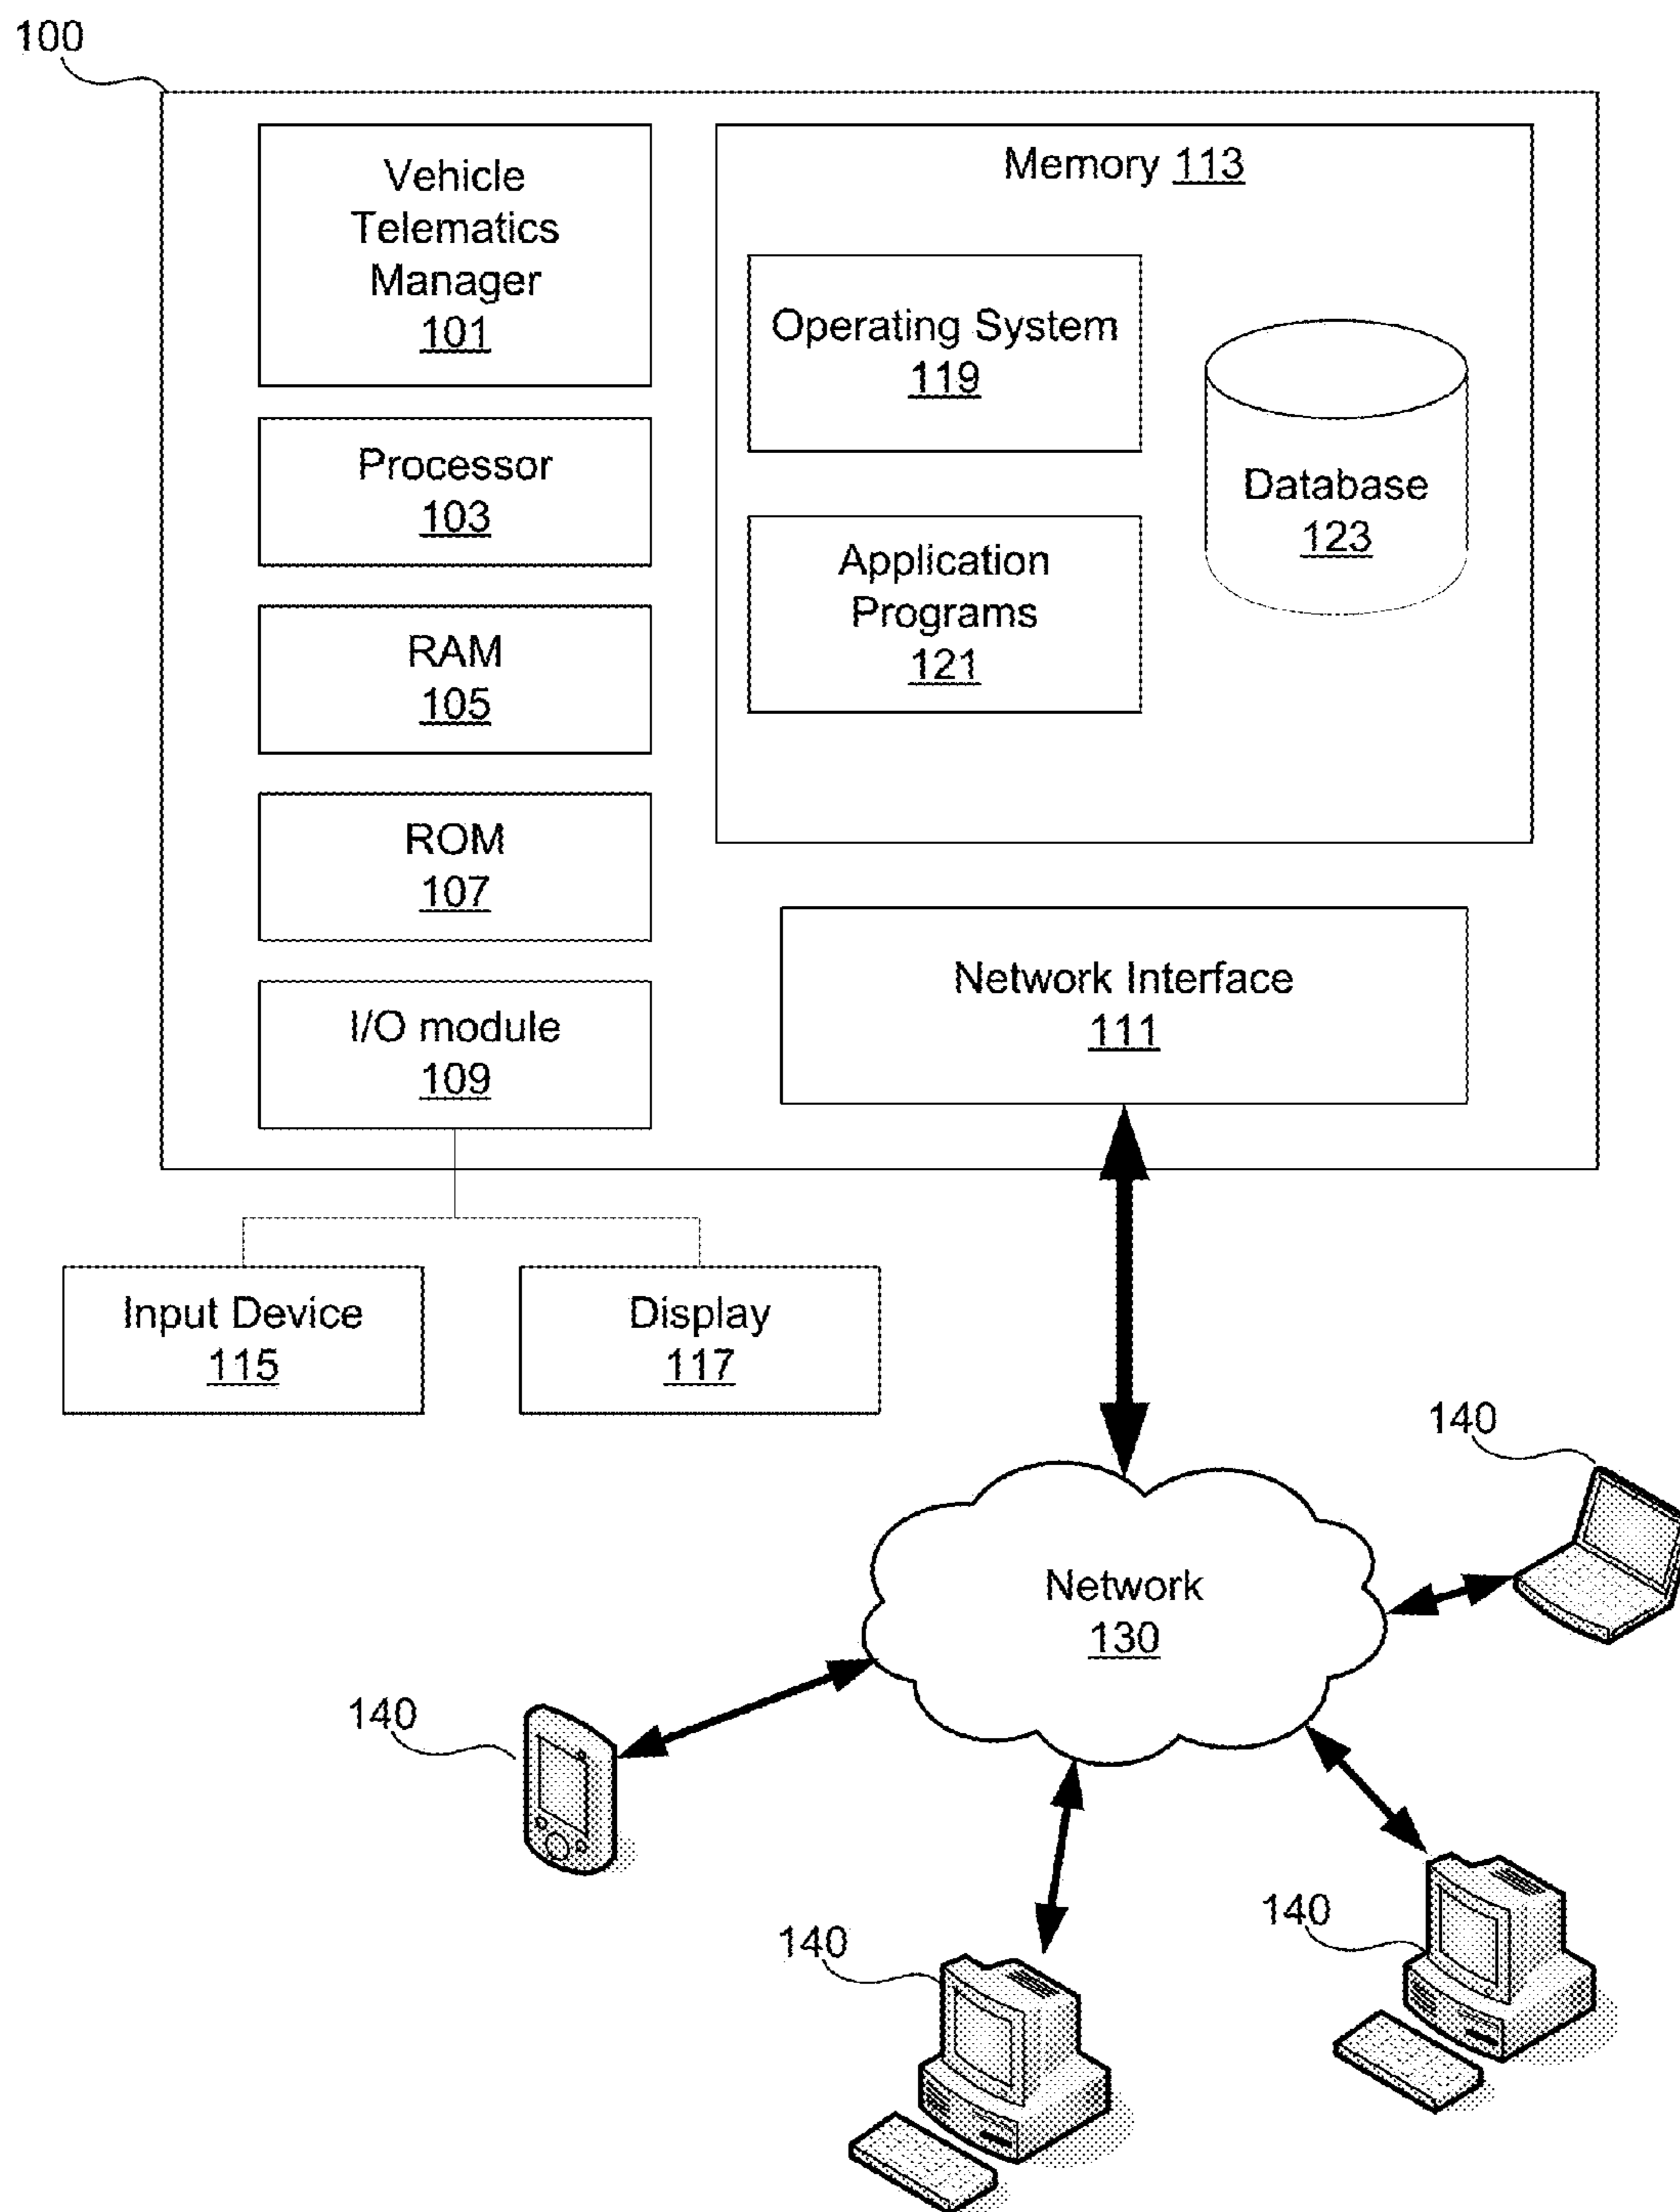 100
Vehicle
Telematics
Manager
101
Processor
103
RAM
105
ROM
107
I/O module
109
Memory 113
Operating System
119
Application
Programs
121
Database
123
Network Interface
111
Input Device
115
Display
117
Network
130
140
140
140
140